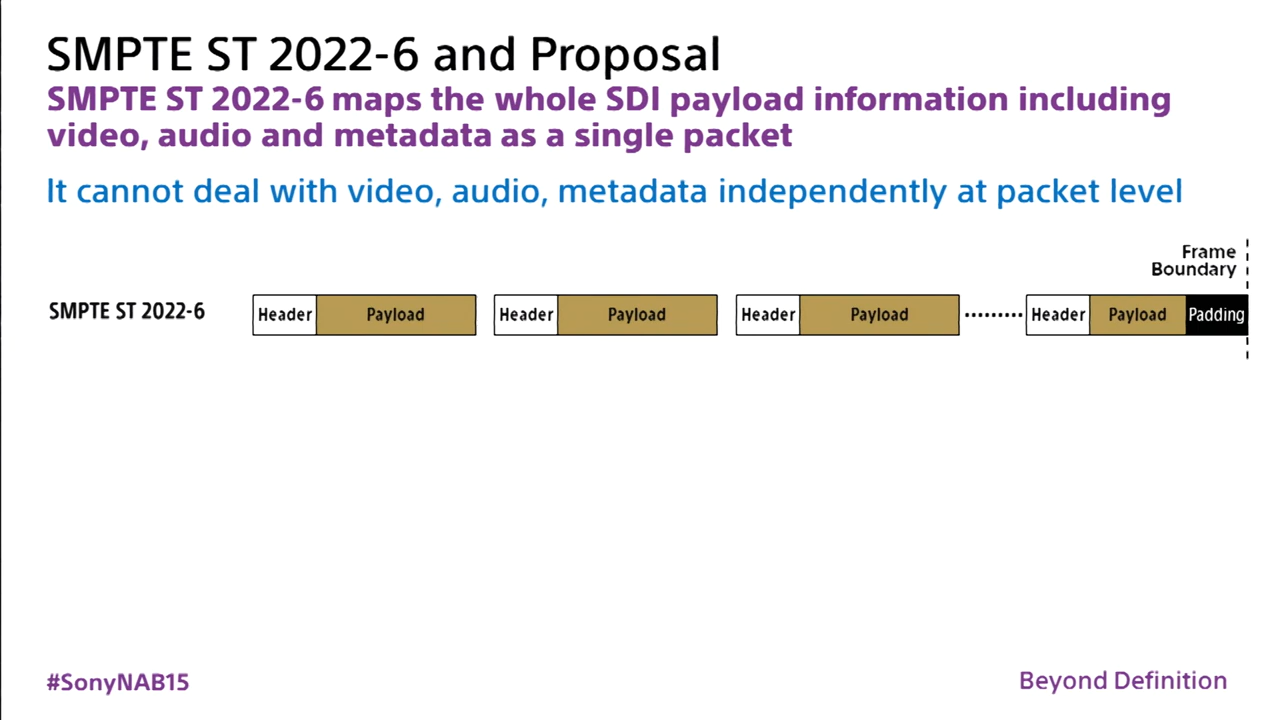 SMPTE ST 2022-6 and Proposal
SMPTE ST 2022-6 maps the whole SDI payload information including
video, audio and metadata as a single packet
It cannot deal with video, audio, metadata independently at packet level
Frame
Boundary
SMPTE ST 2022-6 Header Payload Header Payload Header Payload ......... Header Payload Padding
#SonyNAB15 Beyond Definition